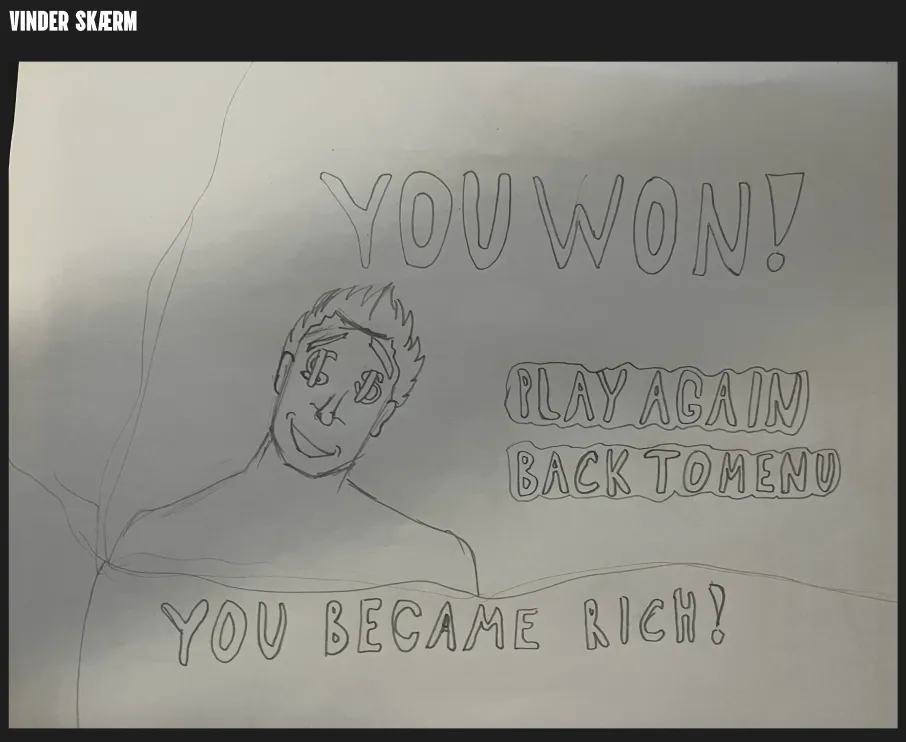 VINDER SKÆRM
YOU WON!
PLAY AGAIN
BACK TO MENU
YOU BECAME RICH!